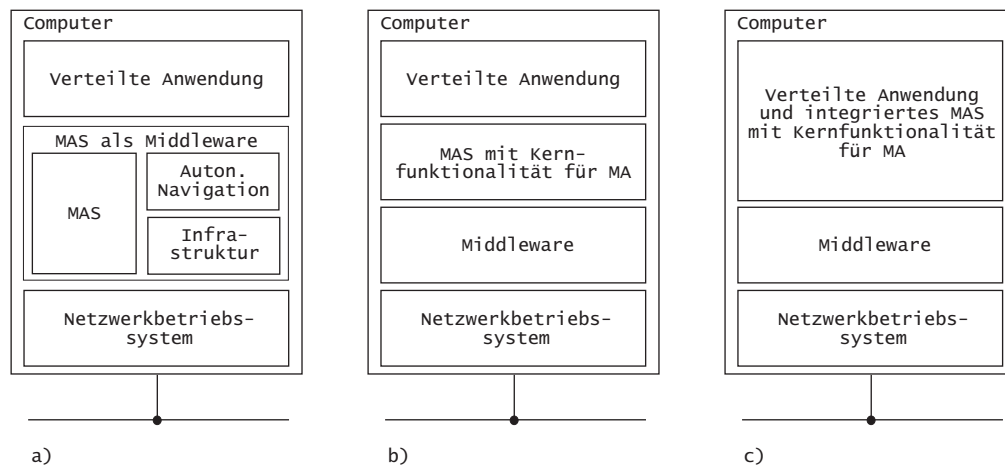 Computer
Verteilte Anwendung
MAS als Middleware
MAS
Auton.
Navigation
Infra-
struktur
Netzwerkbetriebs-
system
a)
Computer
Verteilte Anwendung
MAS mit Kern-
funktionalität für MA
Middleware
Netzwerkbetriebs-
system
b)
Computer
Verteilte Anwendung
und integriertes MAS
mit Kernfunktionalität
für MA
Middleware
Netzwerkbetriebs-
system
c)